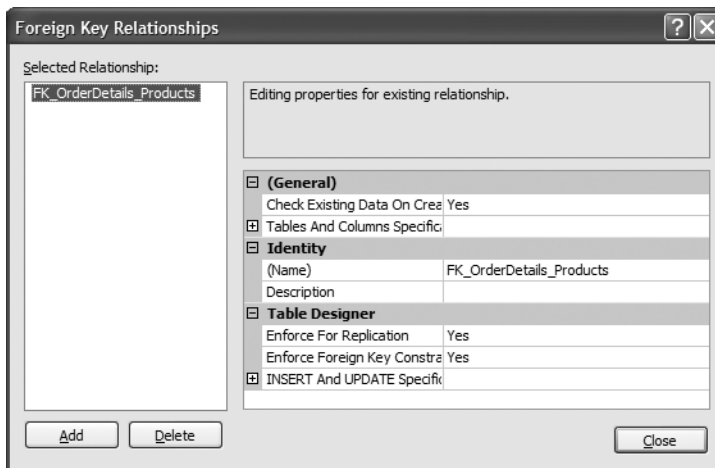 Foreign Key Relationships
Selected Relationship:
FK_OrderDetails_Products
Editing properties for existing relationship.
(General)
Check Existing Data On Crea Yes
Tables And Columns Specific
Identity
(Name) FK_OrderDetails_Products
Description
Table Designer
Enforce For Replication Yes
Enforce Foreign Key Constra Yes
INSERT And UPDATE Specific
Add Delete
Close